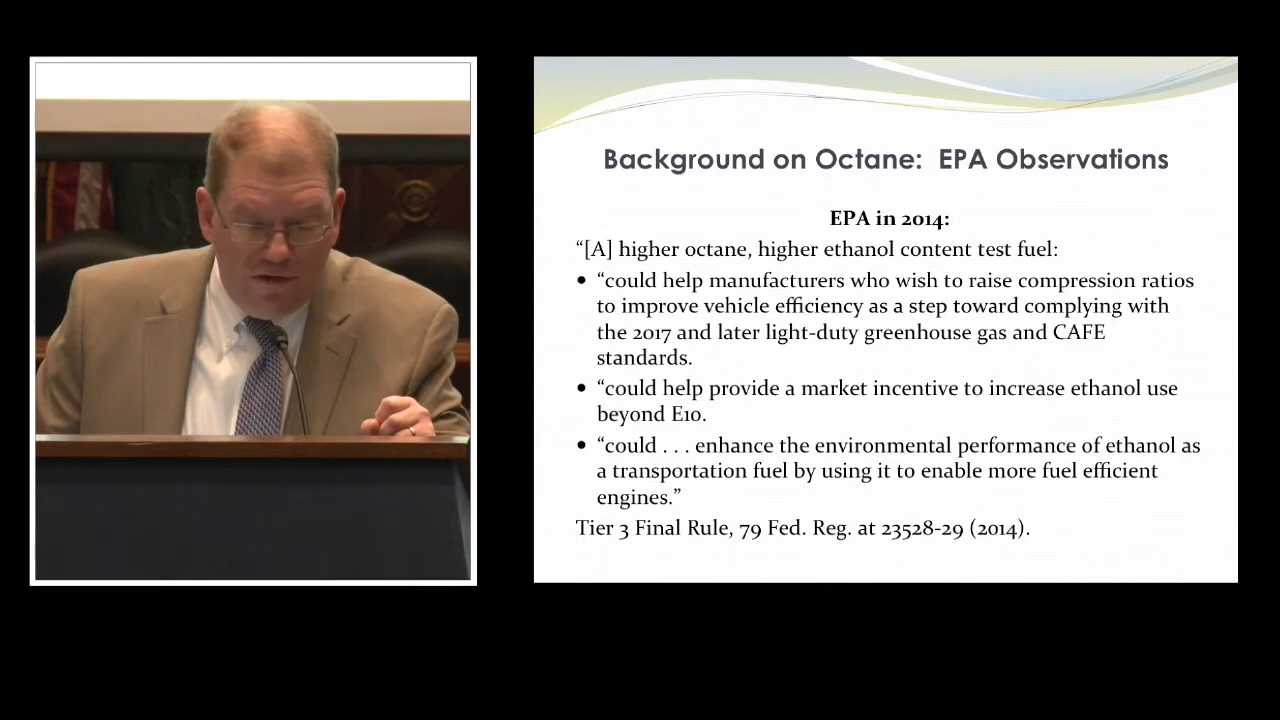 Background on Octane:  EPA Observations
EPA in 2014:
“[A] higher octane, higher ethanol content test fuel:
• “could help manufacturers who wish to raise compression ratios
to improve vehicle efficiency as a step toward complying with
the 2017 and later light-duty greenhouse gas and CAFE
standards.
• “could help provide a market incentive to increase ethanol use
beyond E10.
• “could . . . enhance the environmental performance of ethanol as
a transportation fuel by using it to enable more fuel efficient
engines.”
Tier 3 Final Rule, 79 Fed. Reg. at 23528-29 (2014).